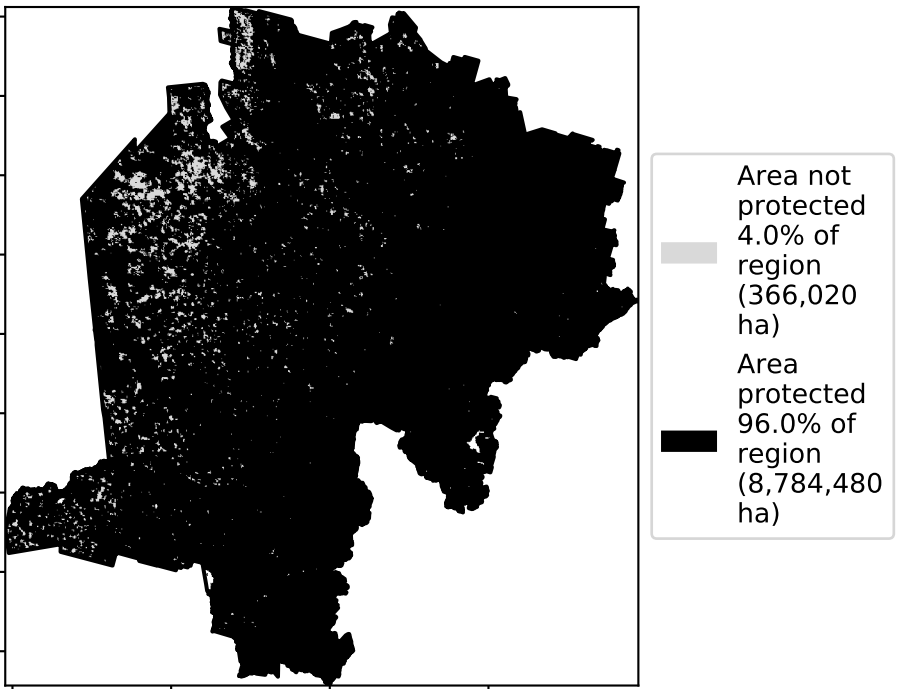 Area not
protected
4.0% of
region
(366,020
ha)
Area
protected
96.0% of
region
(8,784,480
ha)